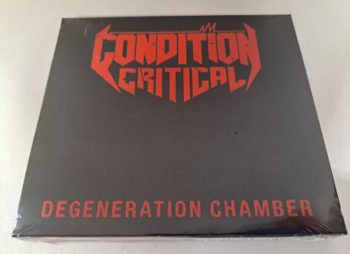 CONDITION
CRITICAL
DEGENERATION CHAMBER